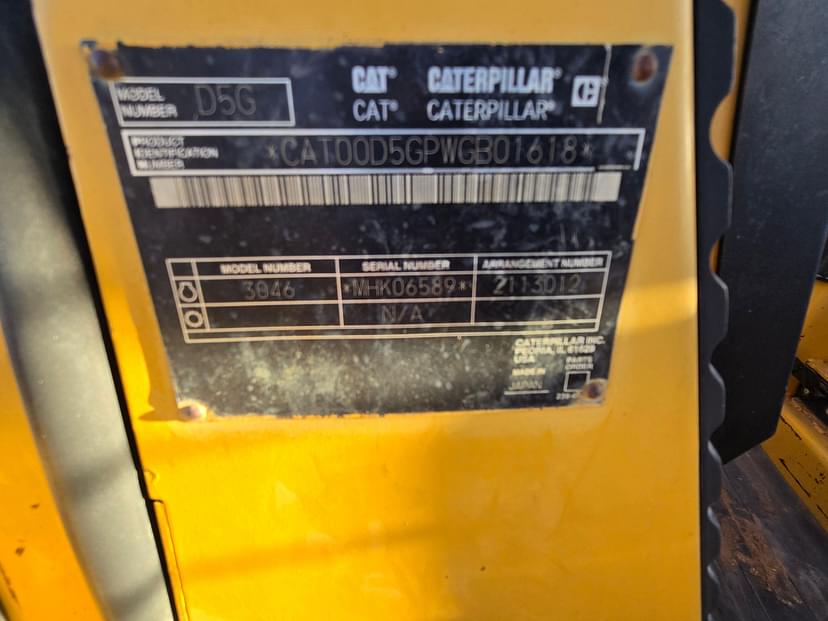 MODEL NUMBER D5G
CAT® CATERPILLAR®
CAT® CATERPILLAR®
PRODUCT IDENTIFICATION NUMBER *CAT00D5GPWGB01618*
MODEL NUMBER SERIAL NUMBER ARRANGEMENT NUMBER
3046 *MHK06589* 2113012
N/A
CATERPILLAR INC.
PEORIA, IL 61629
USA
MADE IN JAPAN
PARTS ORDER